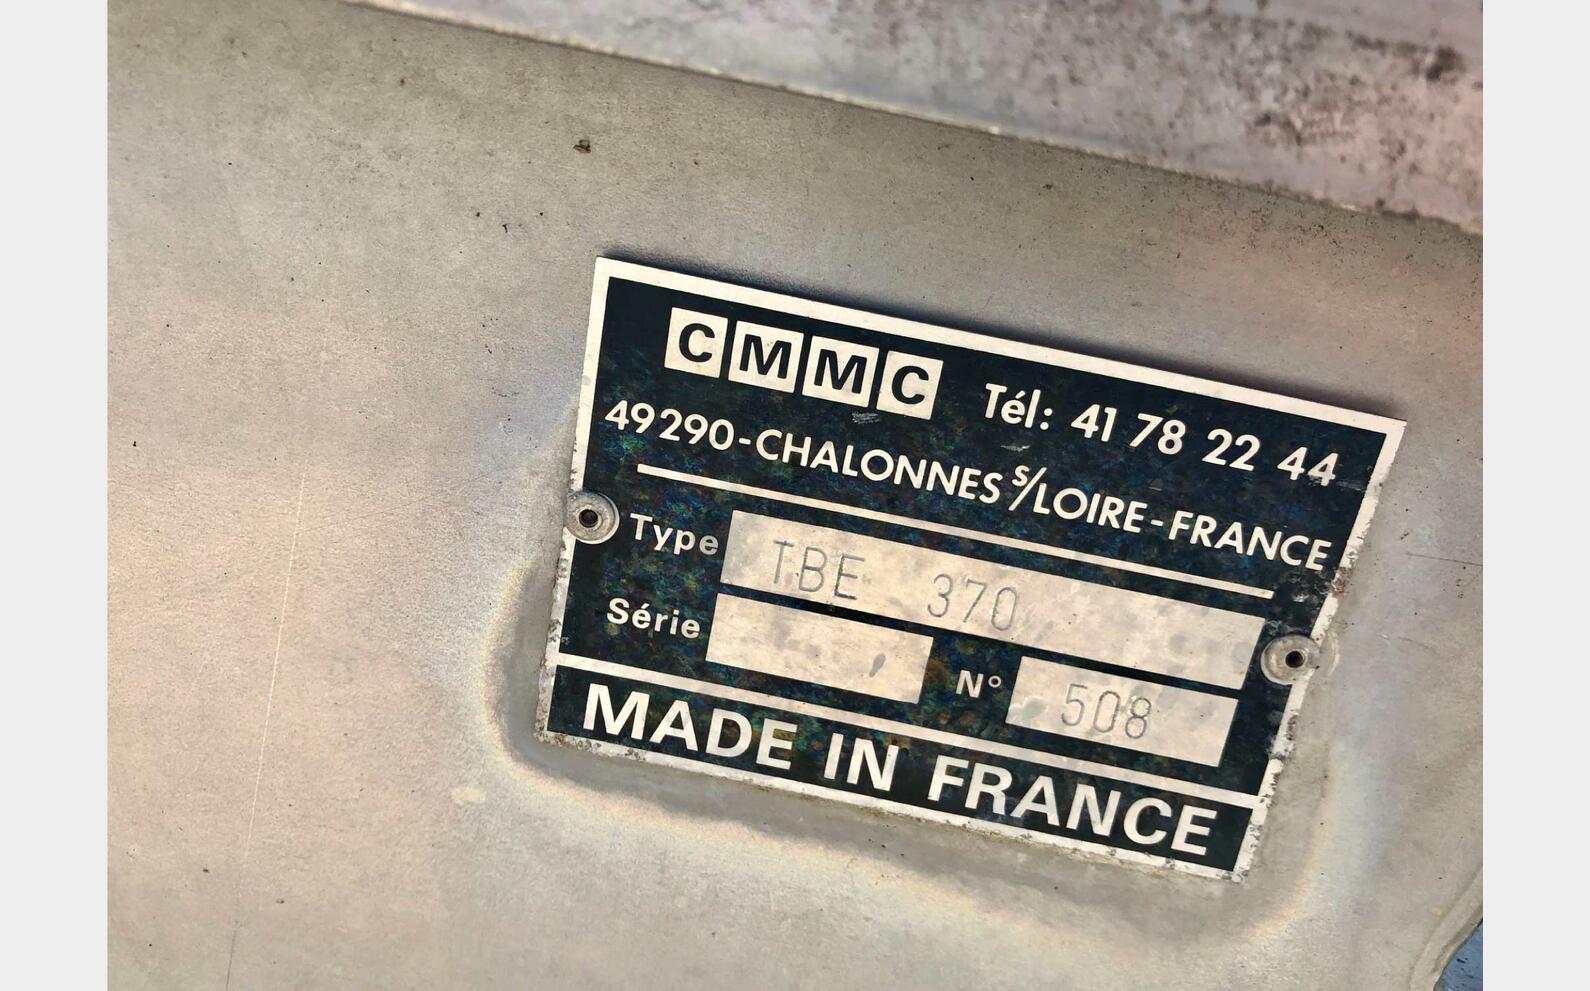 CMMC Tél: 41 78 22 44
49290-CHALONNES S/LOIRE-FRANCE
Type TBE 370
Série N° 508
MADE IN FRANCE